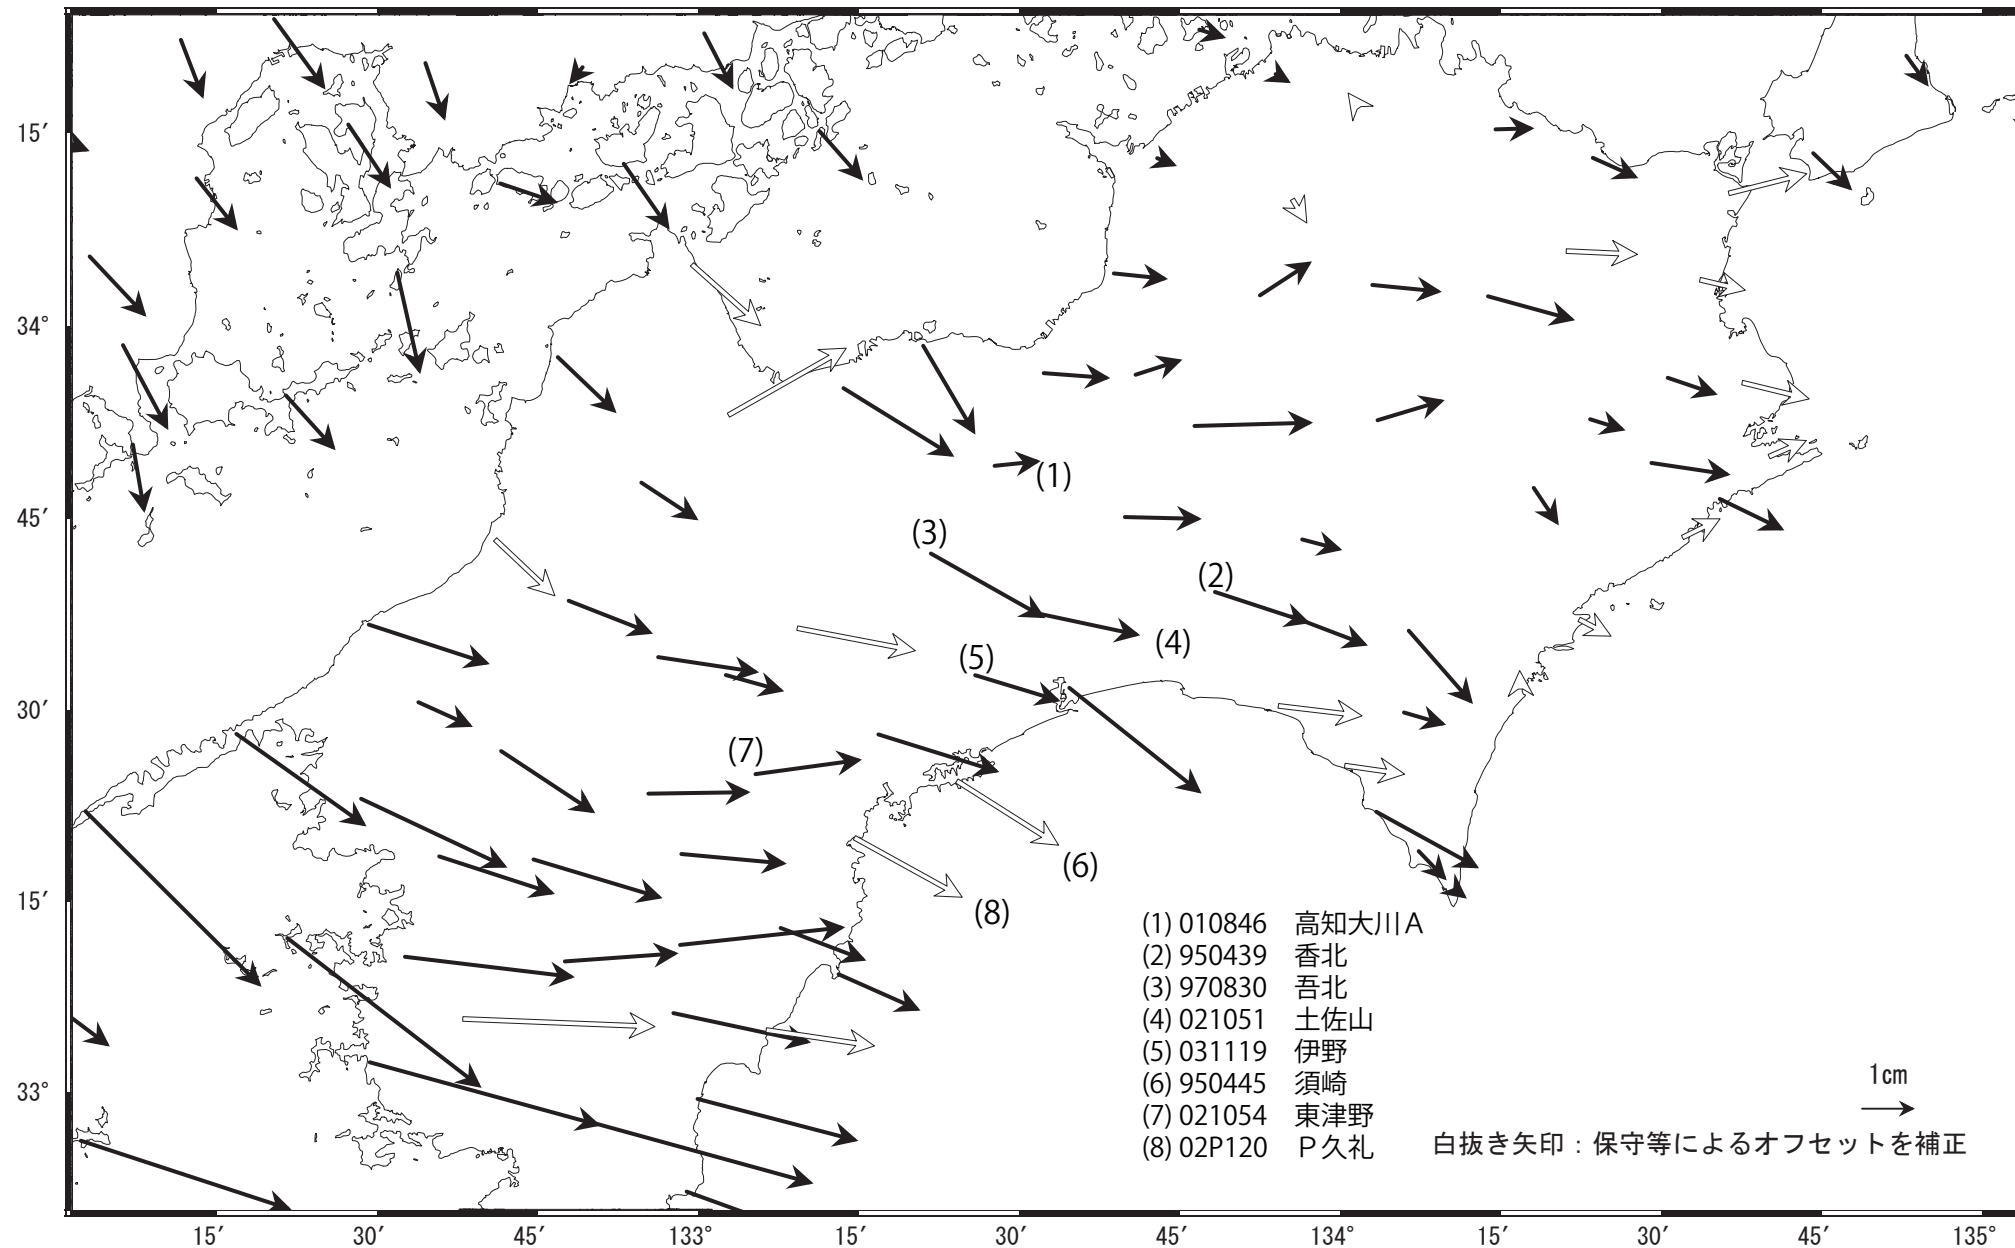 15′
34°
45′
30′
15′
33°
(1)
(3)
(2)
(4)
(5)
(7)
(6)
(8)
(1) 010846 高知大川A
(2) 950439 香北
(3) 970830 吾北
(4) 021051 土佐山
(5) 031119 伊野
(6) 950445 須崎
(7) 021054 東津野
(8) 02P120 P久礼
1cm
白抜き矢印：保守等によるオフセットを補正
15′ 30′ 45′ 133° 15′ 30′ 45′ 134° 15′ 30′ 45′ 135°